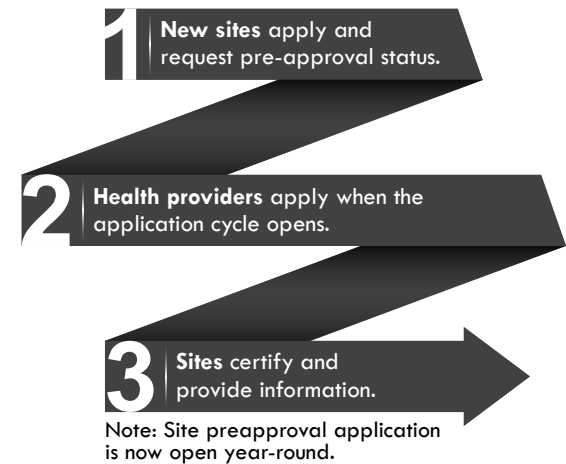 1 New sites apply and
request pre-approval status.
2 Health providers apply when the
application cycle opens.
3 Sites certify and
provide information.
Note: Site preapproval application
is now open year-round.